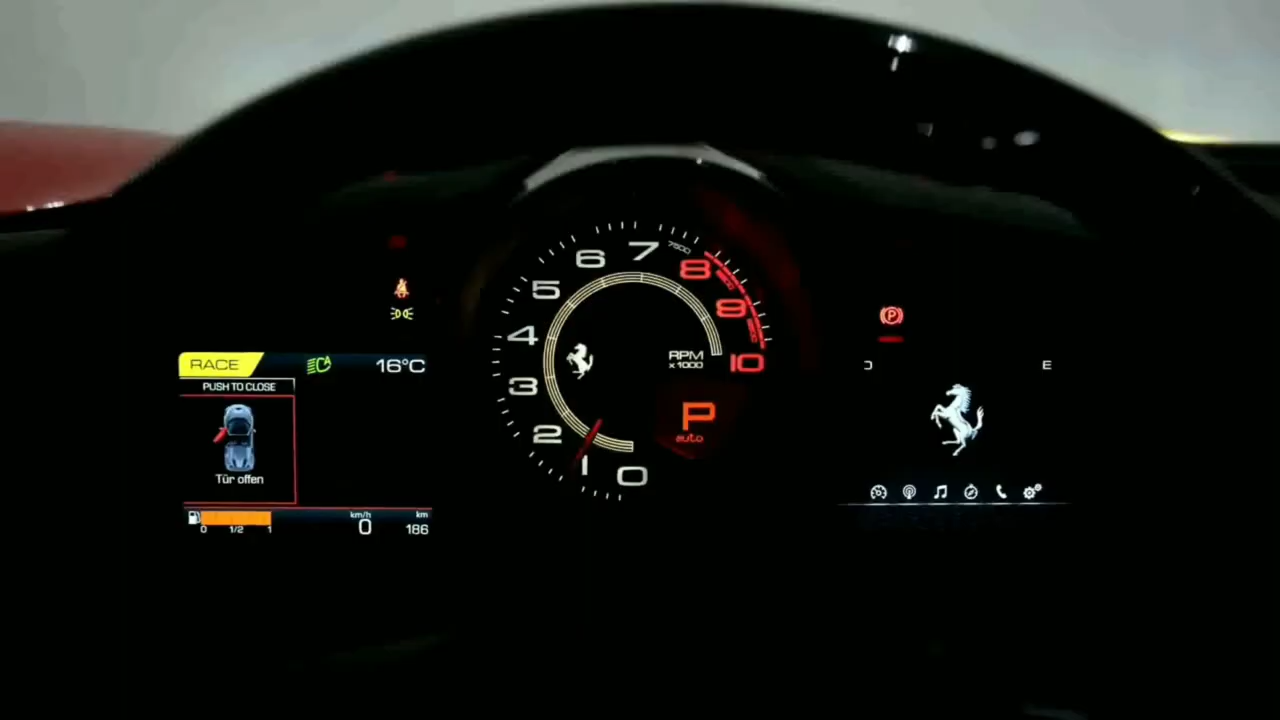 7
7500
6
8
5
9
4
RPM
x1000
10
RACE
A
16°C
P
E
PUSH TO CLOSE
3
P
auto
2
1
0
Tür offen
0
1/2
1
km/h
0
km
186